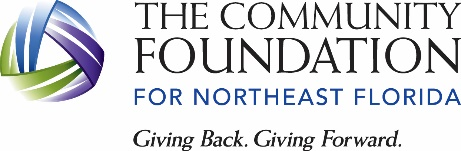 THE COMMUNITY
FOUNDATION
FOR NORTHEAST FLORIDA
Giving Back. Giving Forward.